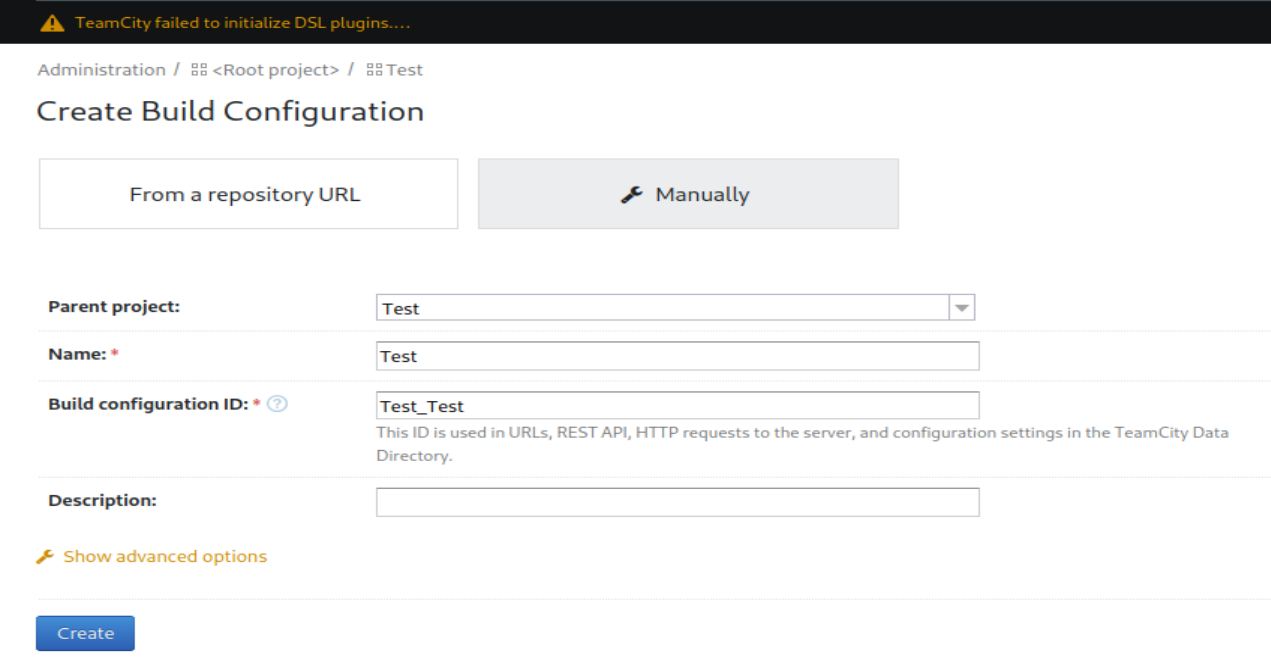 TeamCity failed to initialize DSL plugins....
Administration / <Root project> / Test
Create Build Configuration
From a repository URL
Manually
Parent project:
Test
Name: *
Test
Build configuration ID: * ?
Test_Test
This ID is used in URLs, REST API, HTTP requests to the server, and configuration settings in the TeamCity Data
Directory.
Description:
Show advanced options
Create